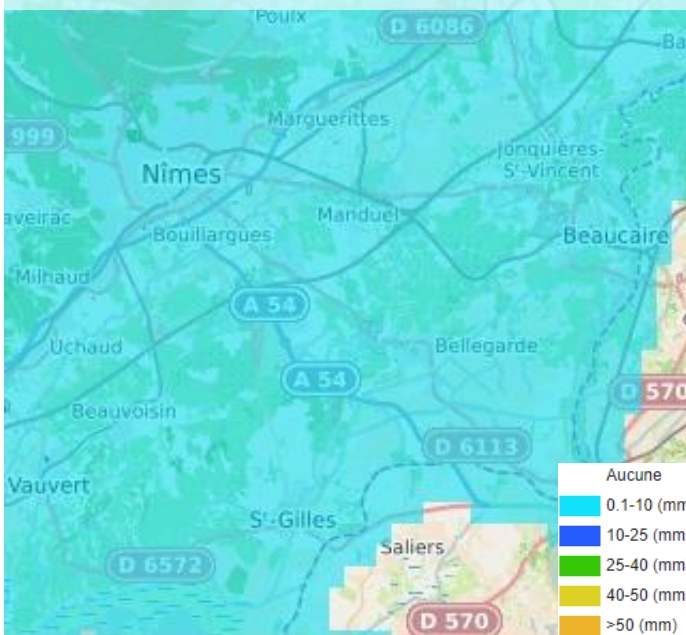 Poulx
D 6086
Ba
Marguerittes
999
Jonquières-
St-Vincent
Nîmes
aveirac
Manduel
Bouillargues
Beaucaire
Milhaud
A 54
Uchaud
Bellegarde
A 54
D 570
Beauvoisin
D 6113
Vauvert
St-Gilles
Saliers
D 6572
D 570
Aucune
0.1-10 (mm
10-25 (mm
25-40 (mm
40-50 (mm
>50 (mm)